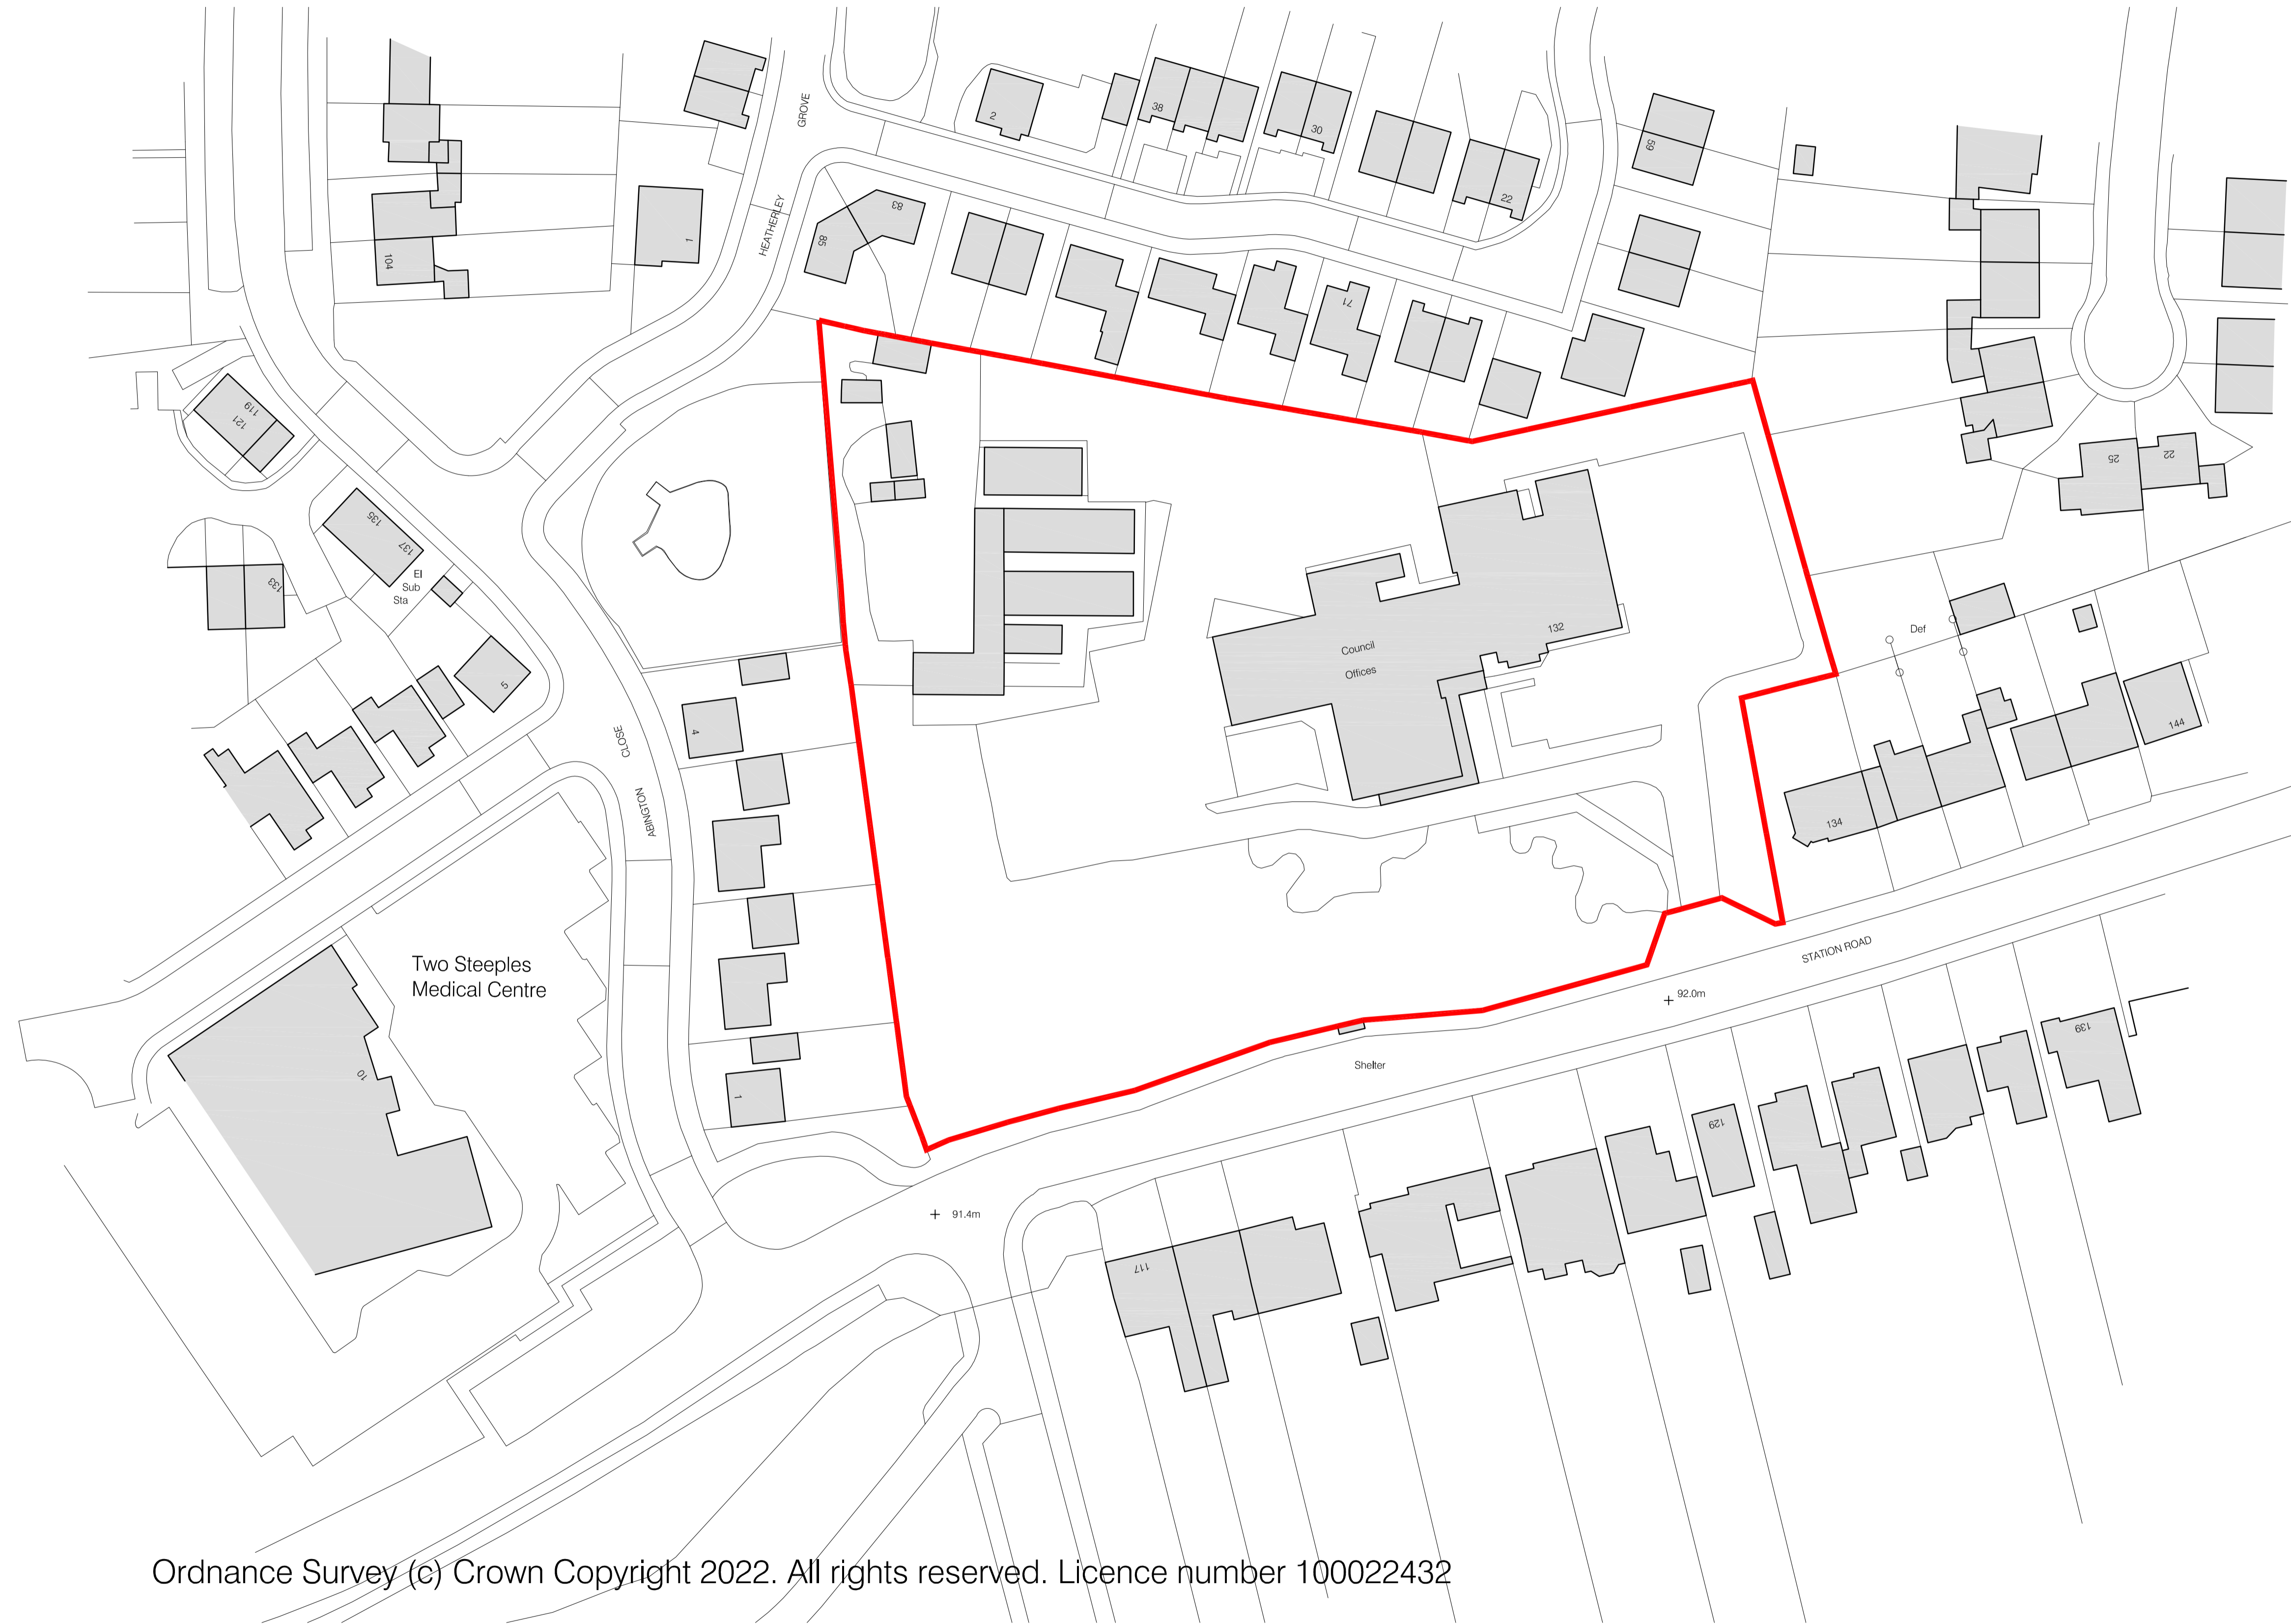 GROVE
HEATHERLEY
2
38
30
22
59
83
85
71
1
104
119
121
135
137
El
Sub
Sta
133
5
4
CLOSE
ABINGTON
1
Two Steeples
Medical Centre
10
Council
Offices
132
25
22
Def
134
144
STATION ROAD
92.0m
Shelter
91.4m
117
129
139
Ordnance Survey (c) Crown Copyright 2022. All rights reserved. Licence number 100022432